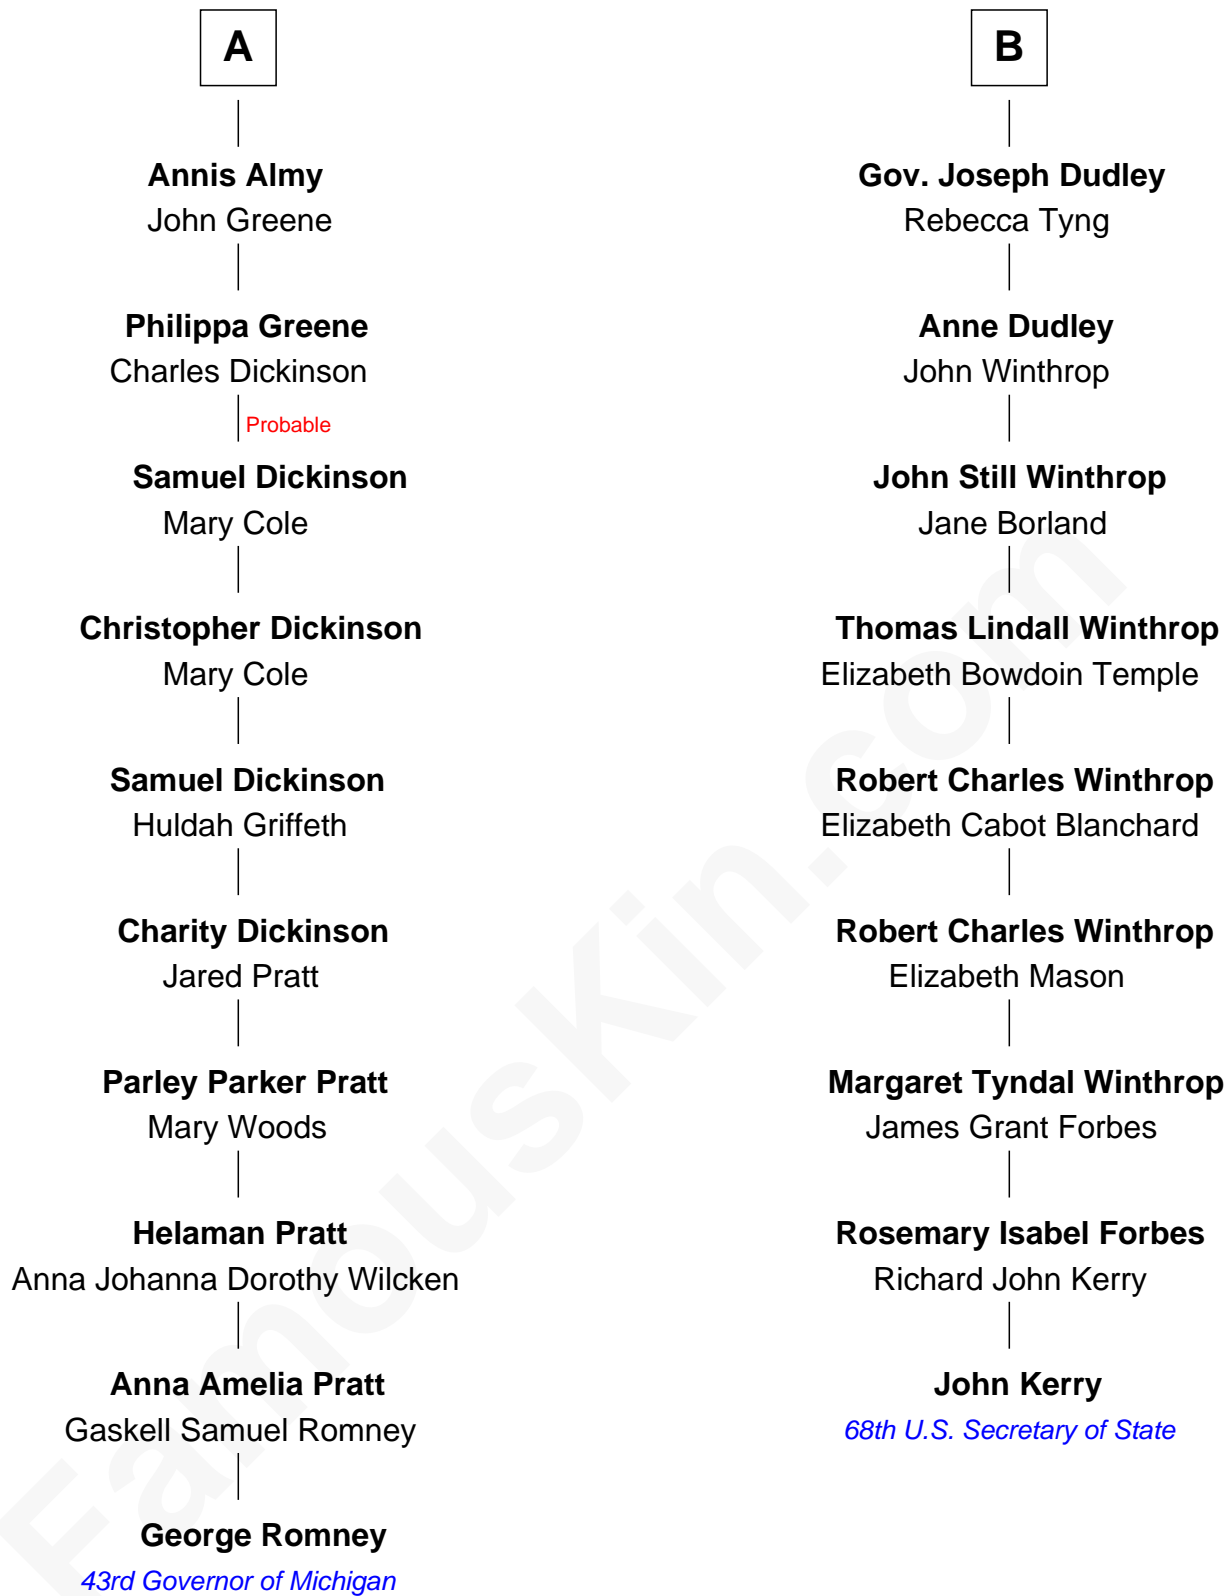 A
Annis Almy
John Greene
Philippa Greene
Charles Dickinson
Probable
Samuel Dickinson
Mary Cole
Christopher Dickinson
Mary Cole
Samuel Dickinson
Huldah Griffeth
Charity Dickinson
Jared Pratt
Parley Parker Pratt
Mary Woods
Helaman Pratt
Anna Johanna Dorothy Wilcken
Anna Amelia Pratt
Gaskell Samuel Romney
George Romney
43rd Governor of Michigan
B
Gov. Joseph Dudley
Rebecca Tyng
Anne Dudley
John Winthrop
John Still Winthrop
Jane Borland
Thomas Lindall Winthrop
Elizabeth Bowdoin Temple
Robert Charles Winthrop
Elizabeth Cabot Blanchard
Robert Charles Winthrop
Elizabeth Mason
Margaret Tyndal Winthrop
James Grant Forbes
Rosemary Isabel Forbes
Richard John Kerry
John Kerry
68th U.S. Secretary of State
FamousKin.com